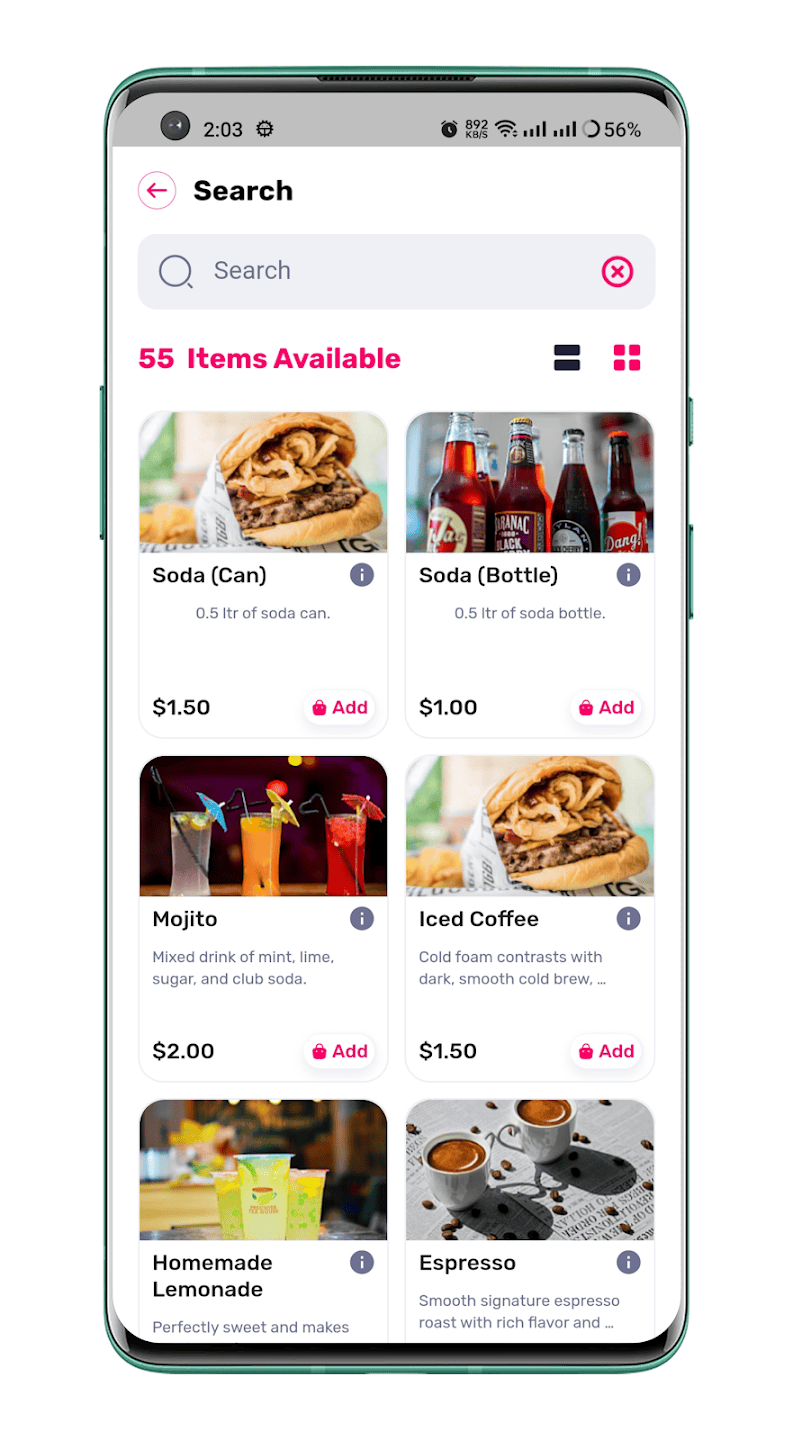 2:03
892
KB/S
56%
Search
Search
55 Items Available
Soda (Can)
0.5 ltr of soda can.
$1.50
Add
ARANAC
BLACK
Dang!
Soda (Bottle)
0.5 ltr of soda bottle.
$1.00
Add
Mojito
Mixed drink of mint, lime,
sugar, and club soda.
$2.00
Add
Iced Coffee
Cold foam contrasts with
dark, smooth cold brew, ...
$1.50
Add
Homemade
Lemonade
Perfectly sweet and makes
Espresso
Smooth signature espresso
roast with rich flavor and ...